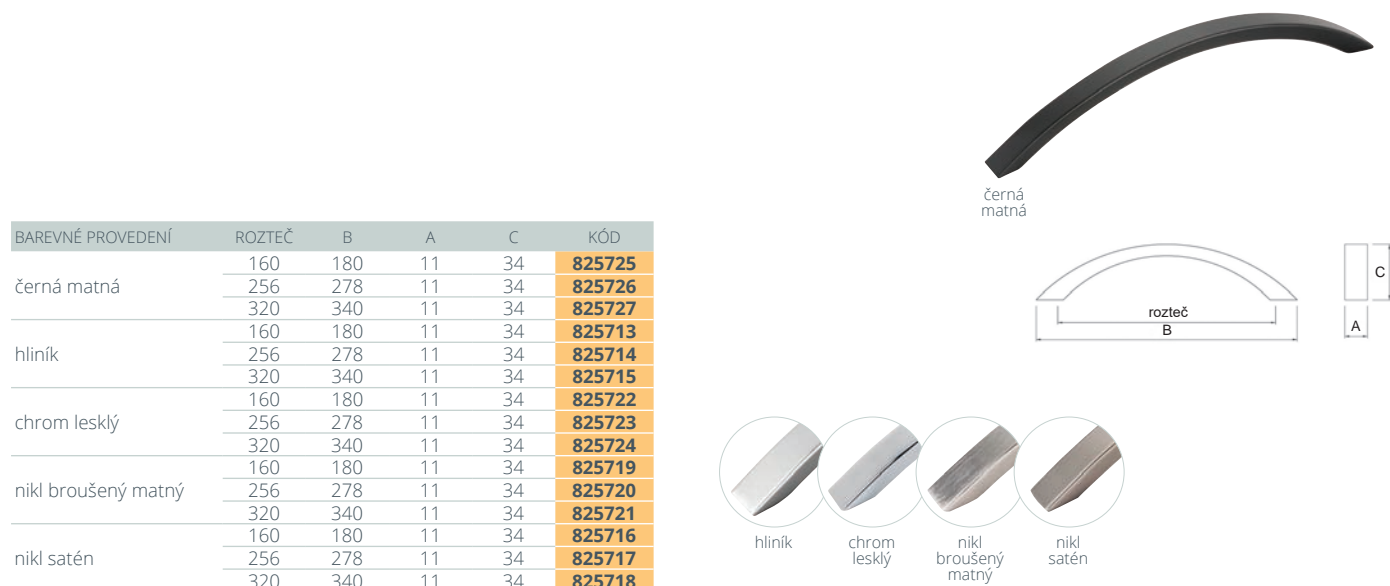 černá
matná
BAREVNÉ PROVEDENÍ ROZTEČ B A C KÓD
černá matná 160 180 11 34 825725
256 278 11 34 825726
320 340 11 34 825727
hliník 160 180 11 34 825713
256 278 11 34 825714
320 340 11 34 825715
chrom lesklý 160 180 11 34 825722
256 278 11 34 825723
320 340 11 34 825724
nikl broušený matný 160 180 11 34 825719
256 278 11 34 825720
320 340 11 34 825721
nikl satén 160 180 11 34 825716
256 278 11 34 825717
320 340 11 34 825718
rozteč
B
A
C
hliník
chrom
lesklý
nikl
broušený
matný
nikl
satén